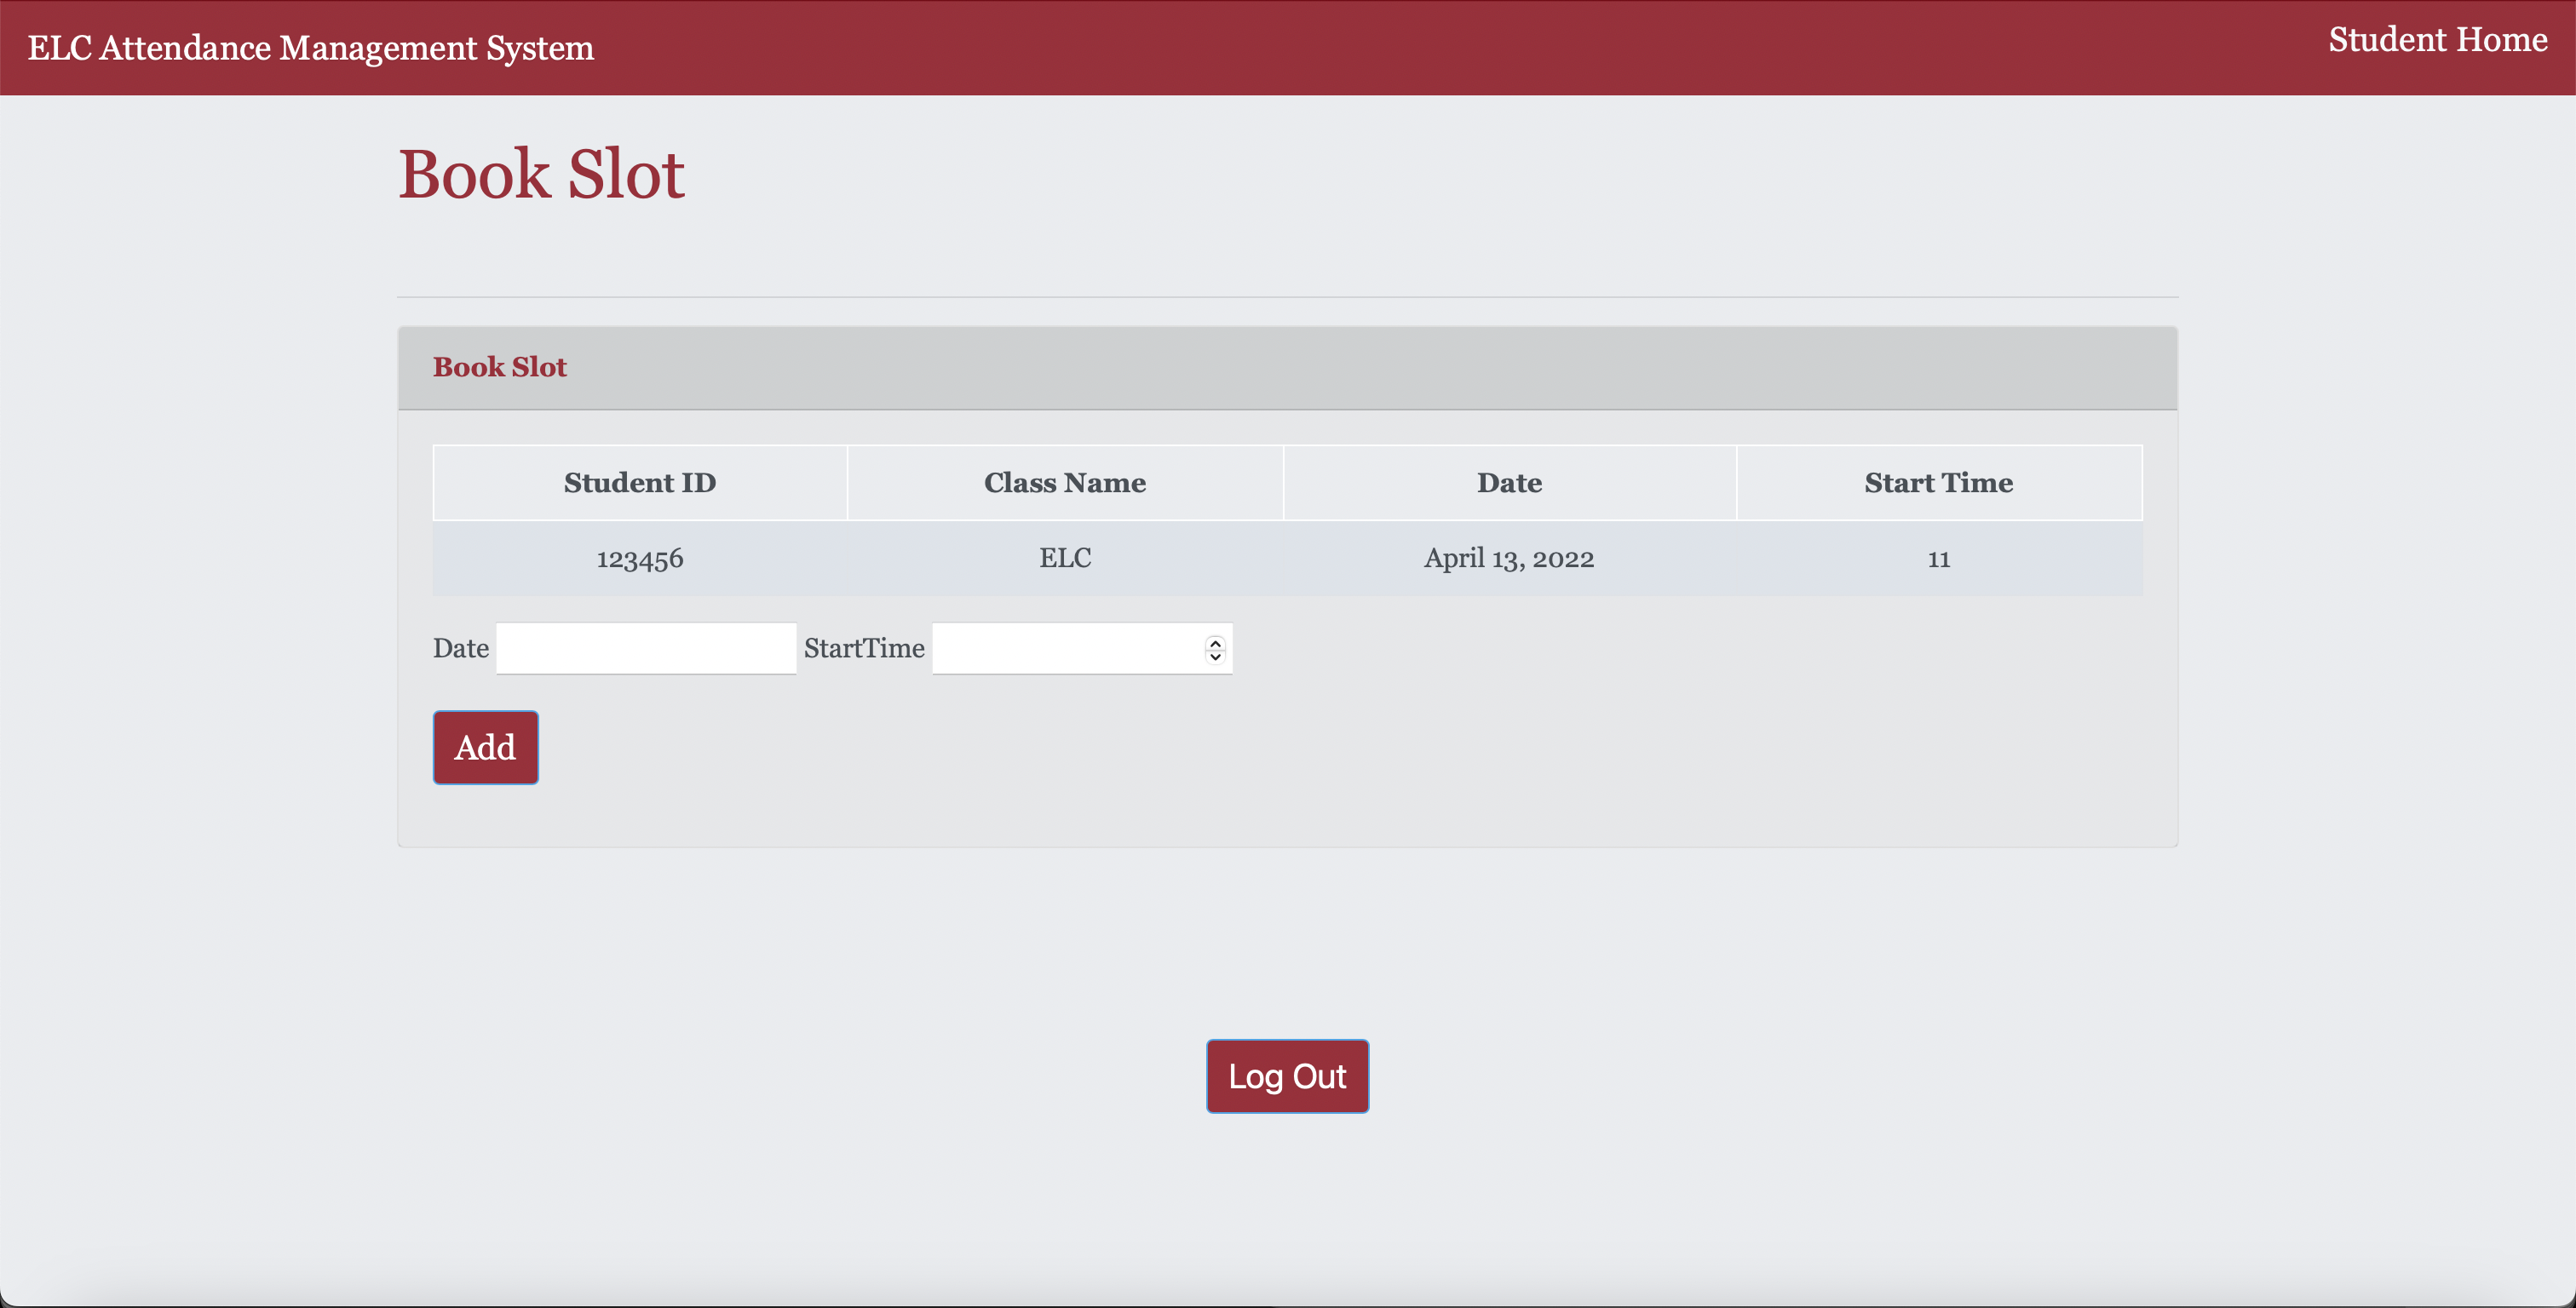 ELC Attendance Management System
Student Home
Book Slot
Book Slot
Student ID Class Name Date Start Time
123456 ELC April 13, 2022 11
Date StartTime
Add
Log Out